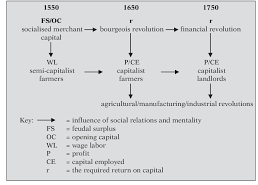 1550 1650 1750
FS/OC r r
socialised merchant bourgeois revolution financial revolution
capital
WL P/CE P/CE
semi-capitalist capitalist capitalist
farmers farmers landlords
agricultural/manufacturing/industrial revolutions
Key: = influence of social relations and mentality
FS = feudal surplus
OC = opening capital
WL = wage labor
P = profit
CE = capital employed
r = the required return on capital